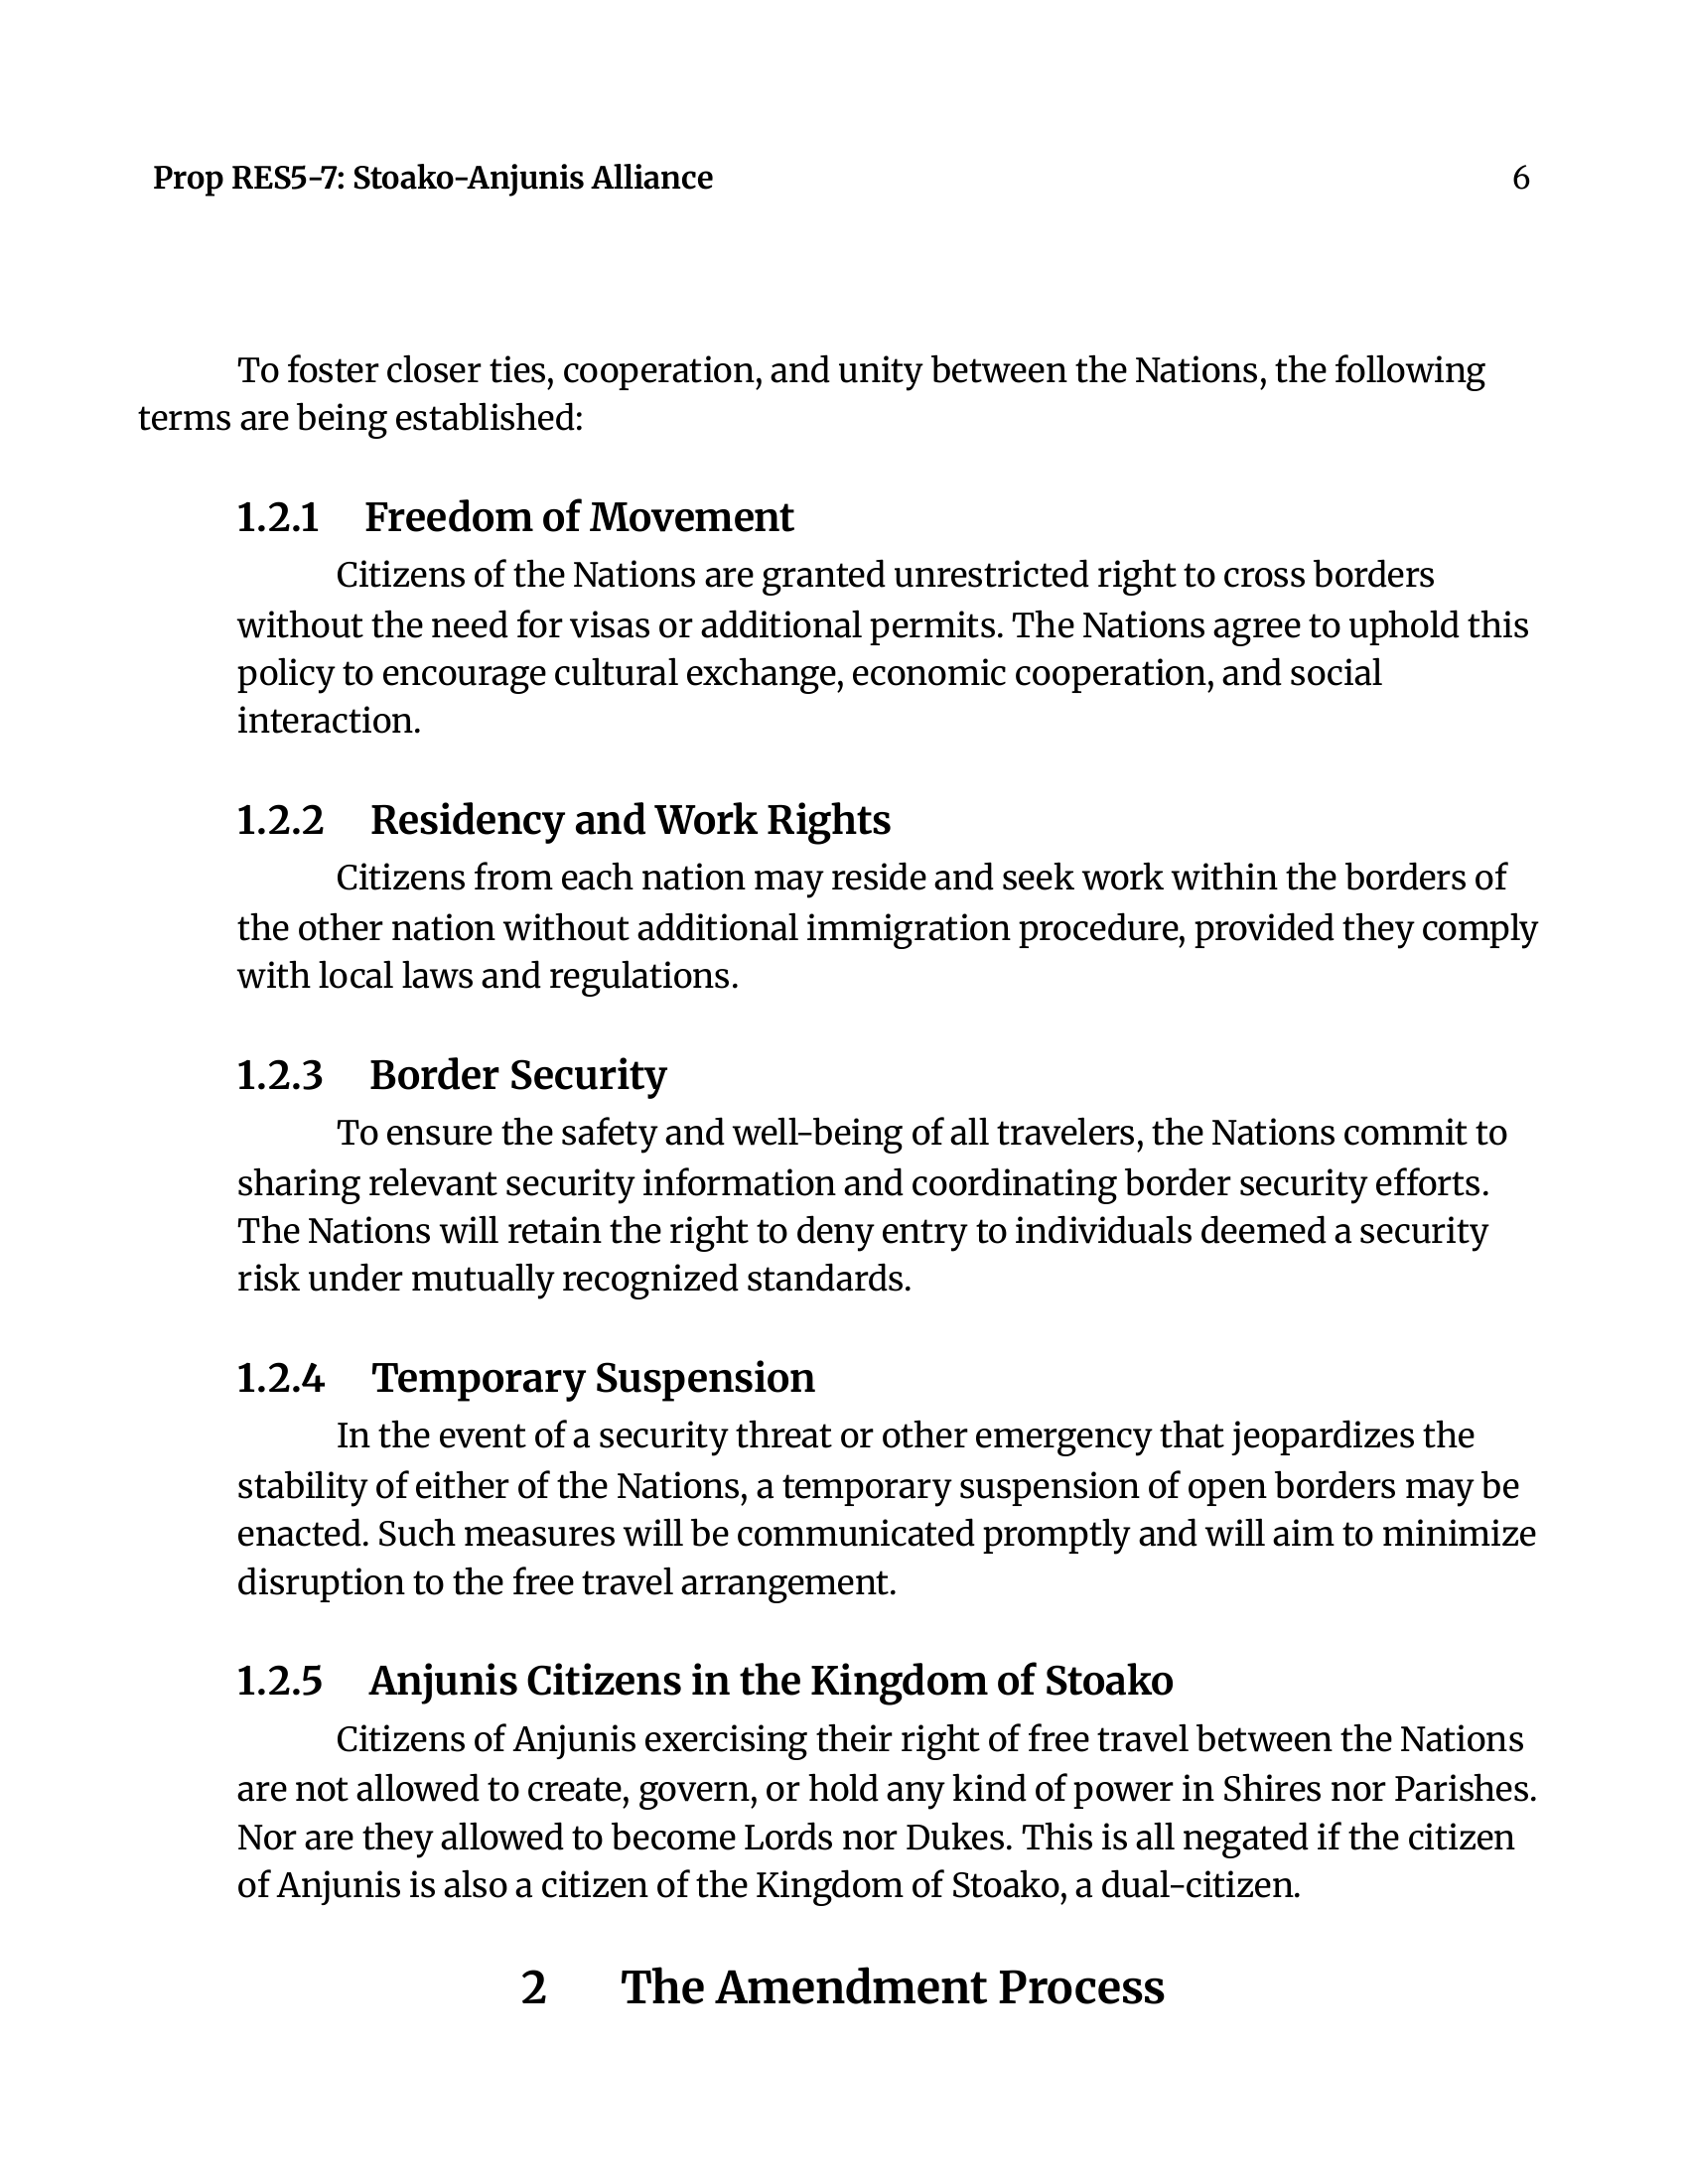 Prop RES5-7: Stoako-Anjunis Alliance 6
To foster closer ties, cooperation, and unity between the Nations, the following
terms are being established:
1.2.1 Freedom of Movement
Citizens of the Nations are granted unrestricted right to cross borders
without the need for visas or additional permits. The Nations agree to uphold this
policy to encourage cultural exchange, economic cooperation, and social
interaction.
1.2.2 Residency and Work Rights
Citizens from each nation may reside and seek work within the borders of
the other nation without additional immigration procedure, provided they comply
with local laws and regulations.
1.2.3 Border Security
To ensure the safety and well-being of all travelers, the Nations commit to
sharing relevant security information and coordinating border security efforts.
The Nations will retain the right to deny entry to individuals deemed a security
risk under mutually recognized standards.
1.2.4 Temporary Suspension
In the event of a security threat or other emergency that jeopardizes the
stability of either of the Nations, a temporary suspension of open borders may be
enacted. Such measures will be communicated promptly and will aim to minimize
disruption to the free travel arrangement.
1.2.5 Anjunis Citizens in the Kingdom of Stoako
Citizens of Anjunis exercising their right of free travel between the Nations
are not allowed to create, govern, or hold any kind of power in Shires nor Parishes.
Nor are they allowed to become Lords nor Dukes. This is all negated if the citizen
of Anjunis is also a citizen of the Kingdom of Stoako, a dual-citizen.
2 The Amendment Process